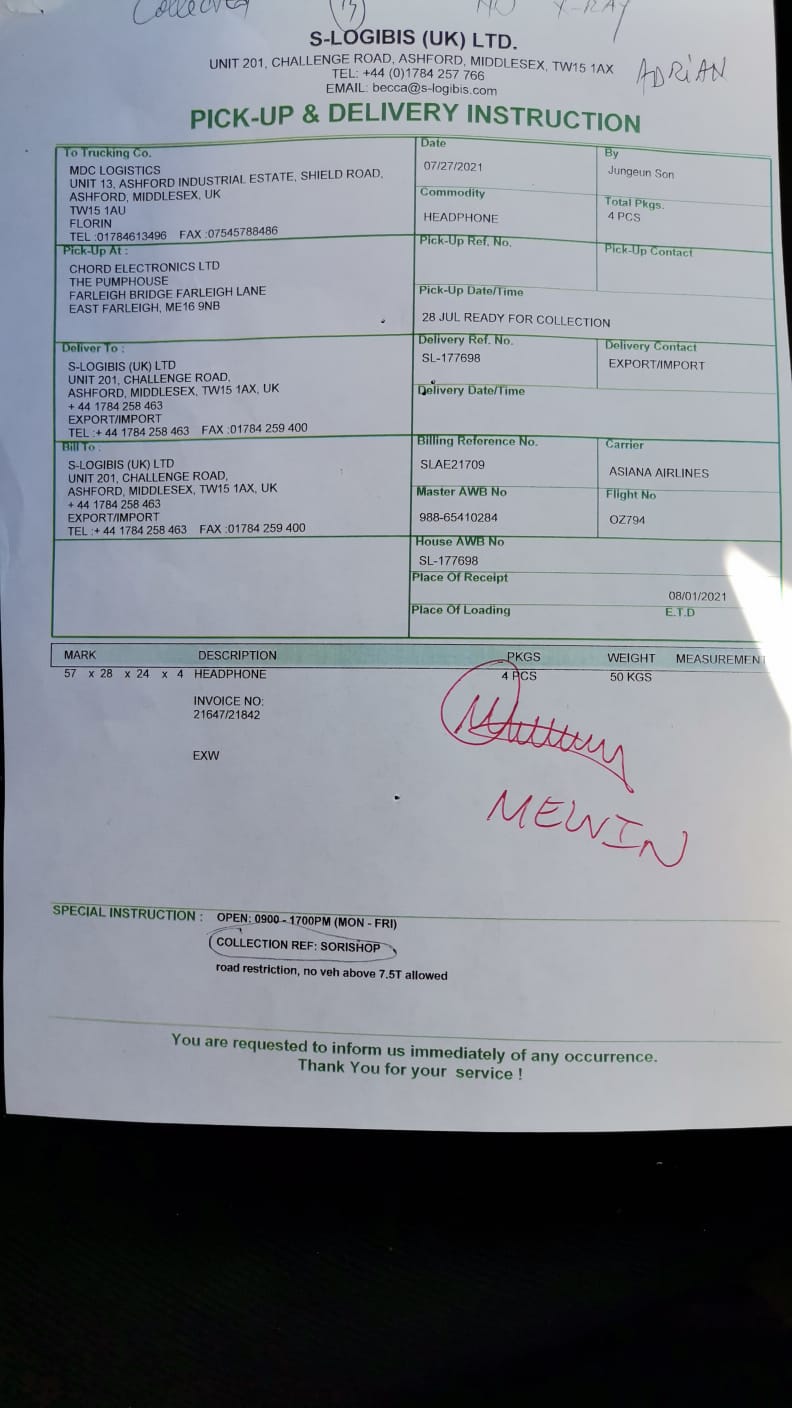 Collected 13 NO X-RAY
S-LOGIBIS (UK) LTD.
UNIT 201, CHALLENGE ROAD, ASHFORD, MIDDLESEX, TW15 1AX
ADRIAN
TEL: +44 (0)1784 257 766
EMAIL: becca@s-logibis.com
PICK-UP & DELIVERY INSTRUCTION
To Trucking Co.
MDC LOGISTICS
UNIT 13, ASHFORD INDUSTRIAL ESTATE, SHIELD ROAD,
ASHFORD, MIDDLESEX, UK
TW15 1AU
FLORIN
TEL :01784613496 FAX :07545788486
Date
07/27/2021
By
Jungeun Son
Commodity
HEADPHONE
Total Pkgs.
4 PCS
Pick-Up At :
CHORD ELECTRONICS LTD
THE PUMPHOUSE
FARLEIGH BRIDGE FARLEIGH LANE
EAST FARLEIGH, ME16 9NB
Pick-Up Ref. No.
Pick-Up Contact
Pick-Up Date/Time
28 JUL READY FOR COLLECTION
Deliver To :
S-LOGIBIS (UK) LTD
UNIT 201, CHALLENGE ROAD,
ASHFORD, MIDDLESEX, TW15 1AX, UK
+ 44 1784 258 463
EXPORT/IMPORT
TEL :+ 44 1784 258 463 FAX :01784 259 400
Delivery Ref. No.
SL-177698
Delivery Contact
EXPORT/IMPORT
Delivery Date/Time
Bill To :
S-LOGIBIS (UK) LTD
UNIT 201, CHALLENGE ROAD,
ASHFORD, MIDDLESEX, TW15 1AX, UK
+ 44 1784 258 463
EXPORT/IMPORT
TEL :+ 44 1784 258 463 FAX :01784 259 400
Billing Reference No.
SLAE21709
Carrier
ASIANA AIRLINES
Master AWB No
988-65410284
Flight No
OZ794
House AWB No
SL-177698
Place Of Receipt
08/01/2021
Place Of Loading
E.T.D
MARK DESCRIPTION PKGS WEIGHT MEASUREMENT
57 x 28 x 24 x 4 HEADPHONE 4 PCS 50 KGS
INVOICE NO:
21647/21842
EXW
MELVIN
SPECIAL INSTRUCTION : OPEN: 0900 - 1700PM (MON - FRI)
COLLECTION REF: SORISHOP
road restriction, no veh above 7.5T allowed
You are requested to inform us immediately of any occurrence.
Thank You for your service !